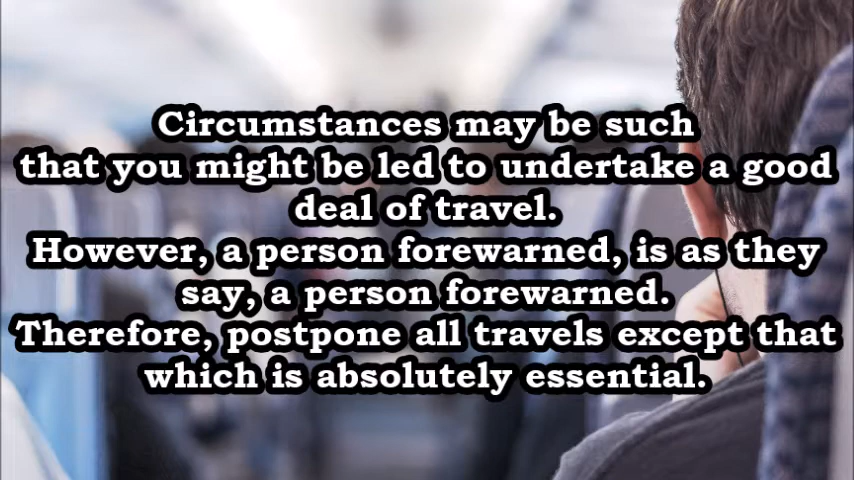 Circumstances may be such
that you might be led to undertake a good
deal of travel.
However, a person forewarned, is as they
say, a person forewarned.
Therefore, postpone all travels except that
which is absolutely essential.